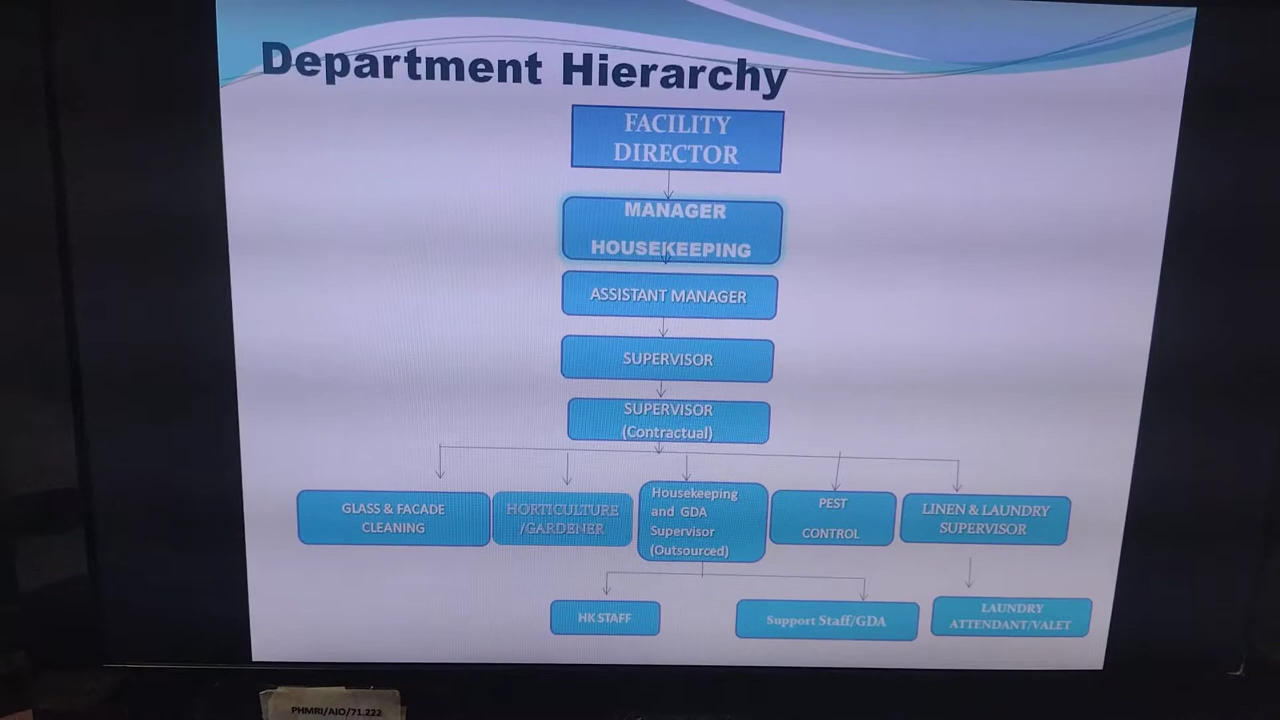 Department Hierarchy
FACILITY
DIRECTOR
MANAGER
HOUSEKEEPING
ASSISTANT MANAGER
SUPERVISOR
SUPERVISOR
(Contractual)
GLASS & FACADE
CLEANING
HORTICULTURE
/GARDENER
Housekeeping
and GDA
Supervisor
(Outsourced)
PEST
CONTROL
LINEN & LAUNDRY
SUPERVISOR
HK STAFF
Support Staff/GDA
LAUNDRY
ATTENDANT/VALET
PHMRI/AIO/71.222